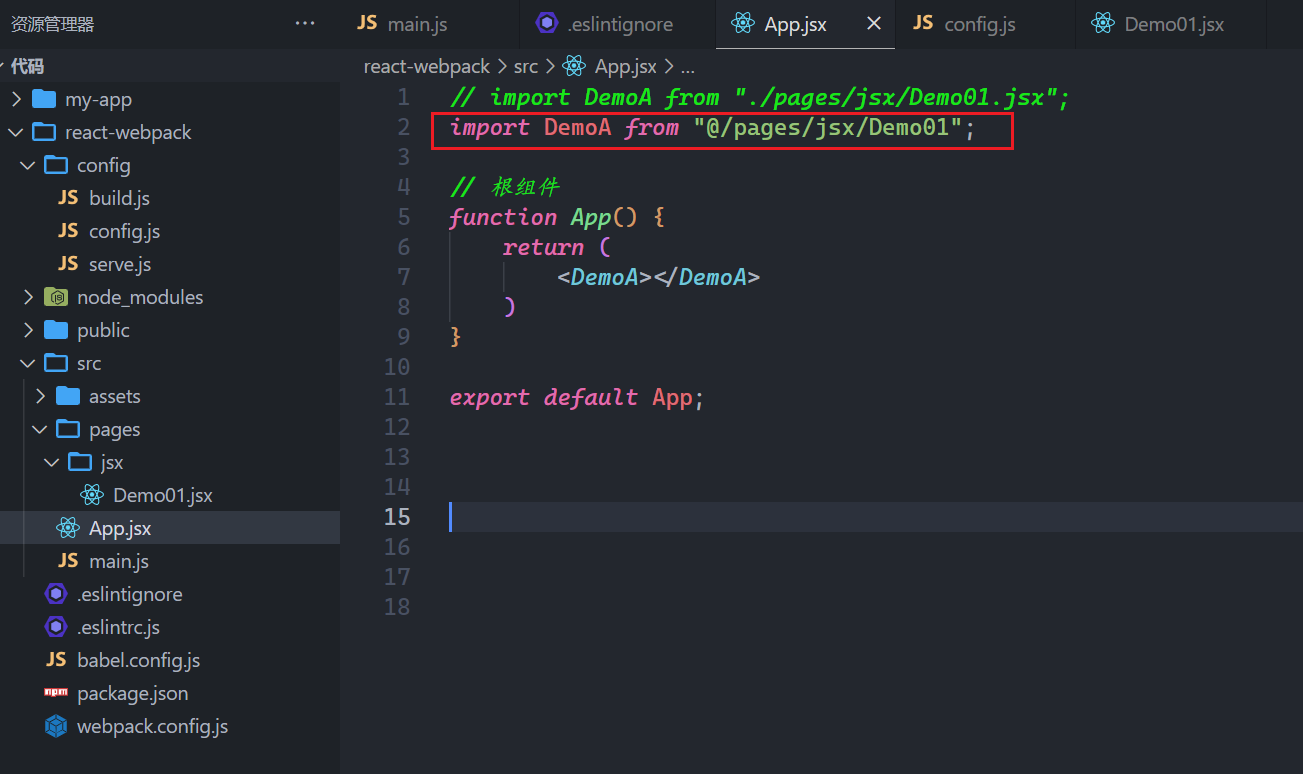 资源管理器 ···
代码
my-app
react-webpack
config
JS build.js
JS config.js
JS serve.js
node_modules
public
src
assets
pages
jsx
Demo01.jsx
App.jsx
JS main.js
.eslintignore
.eslintrc.js
JS babel.config.js
npm package.json
webpack.config.js
JS main.js .eslintignore App.jsx × JS config.js Demo01.jsx
react-webpack > src > App.jsx > ...
1 // import DemoA from "./pages/jsx/Demo01.jsx";
2 import DemoA from "@/pages/jsx/Demo01";
3
4 // 根组件
5 function App() {
6 return (
7 <DemoA></DemoA>
8 )
9 }
10
11 export default App;
12
13
14
15
16
17
18